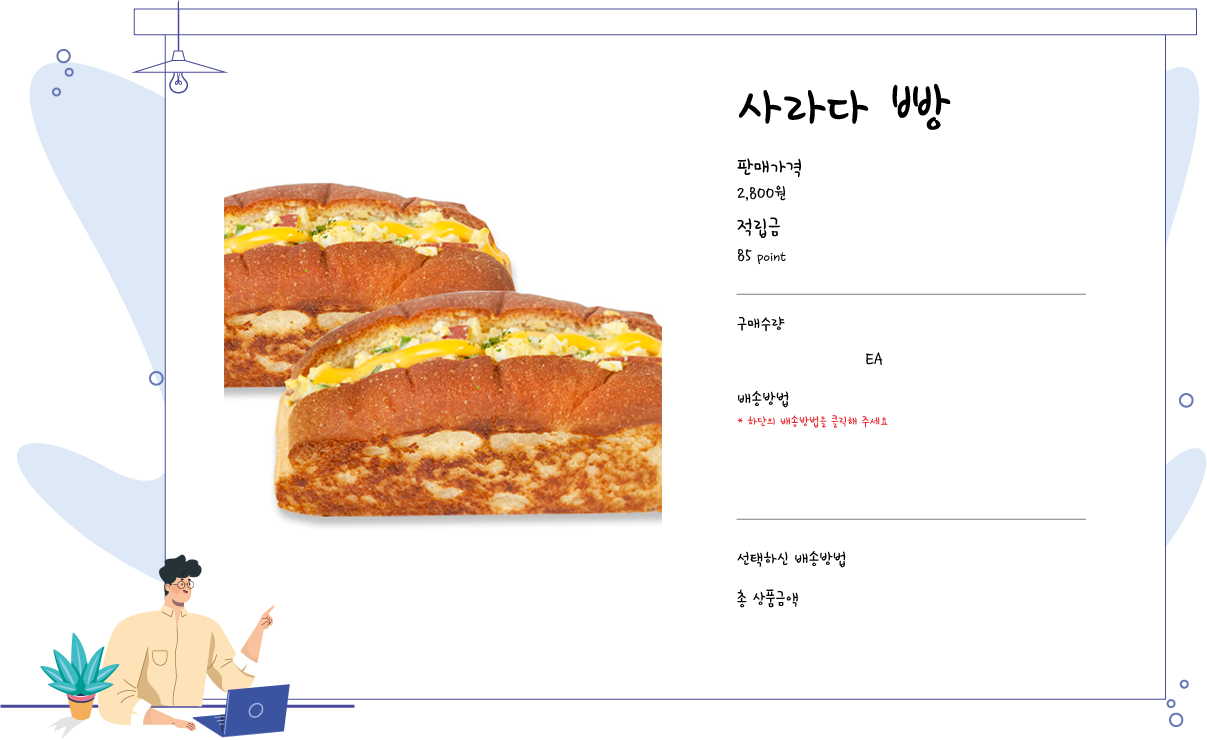 사라다 빵
판매가격
2,800원
적립금
85 point
구매수량
EA
배송방법
* 하단의 배송방법을 클릭해 주세요
선택하신 배송방법
총 상품금액